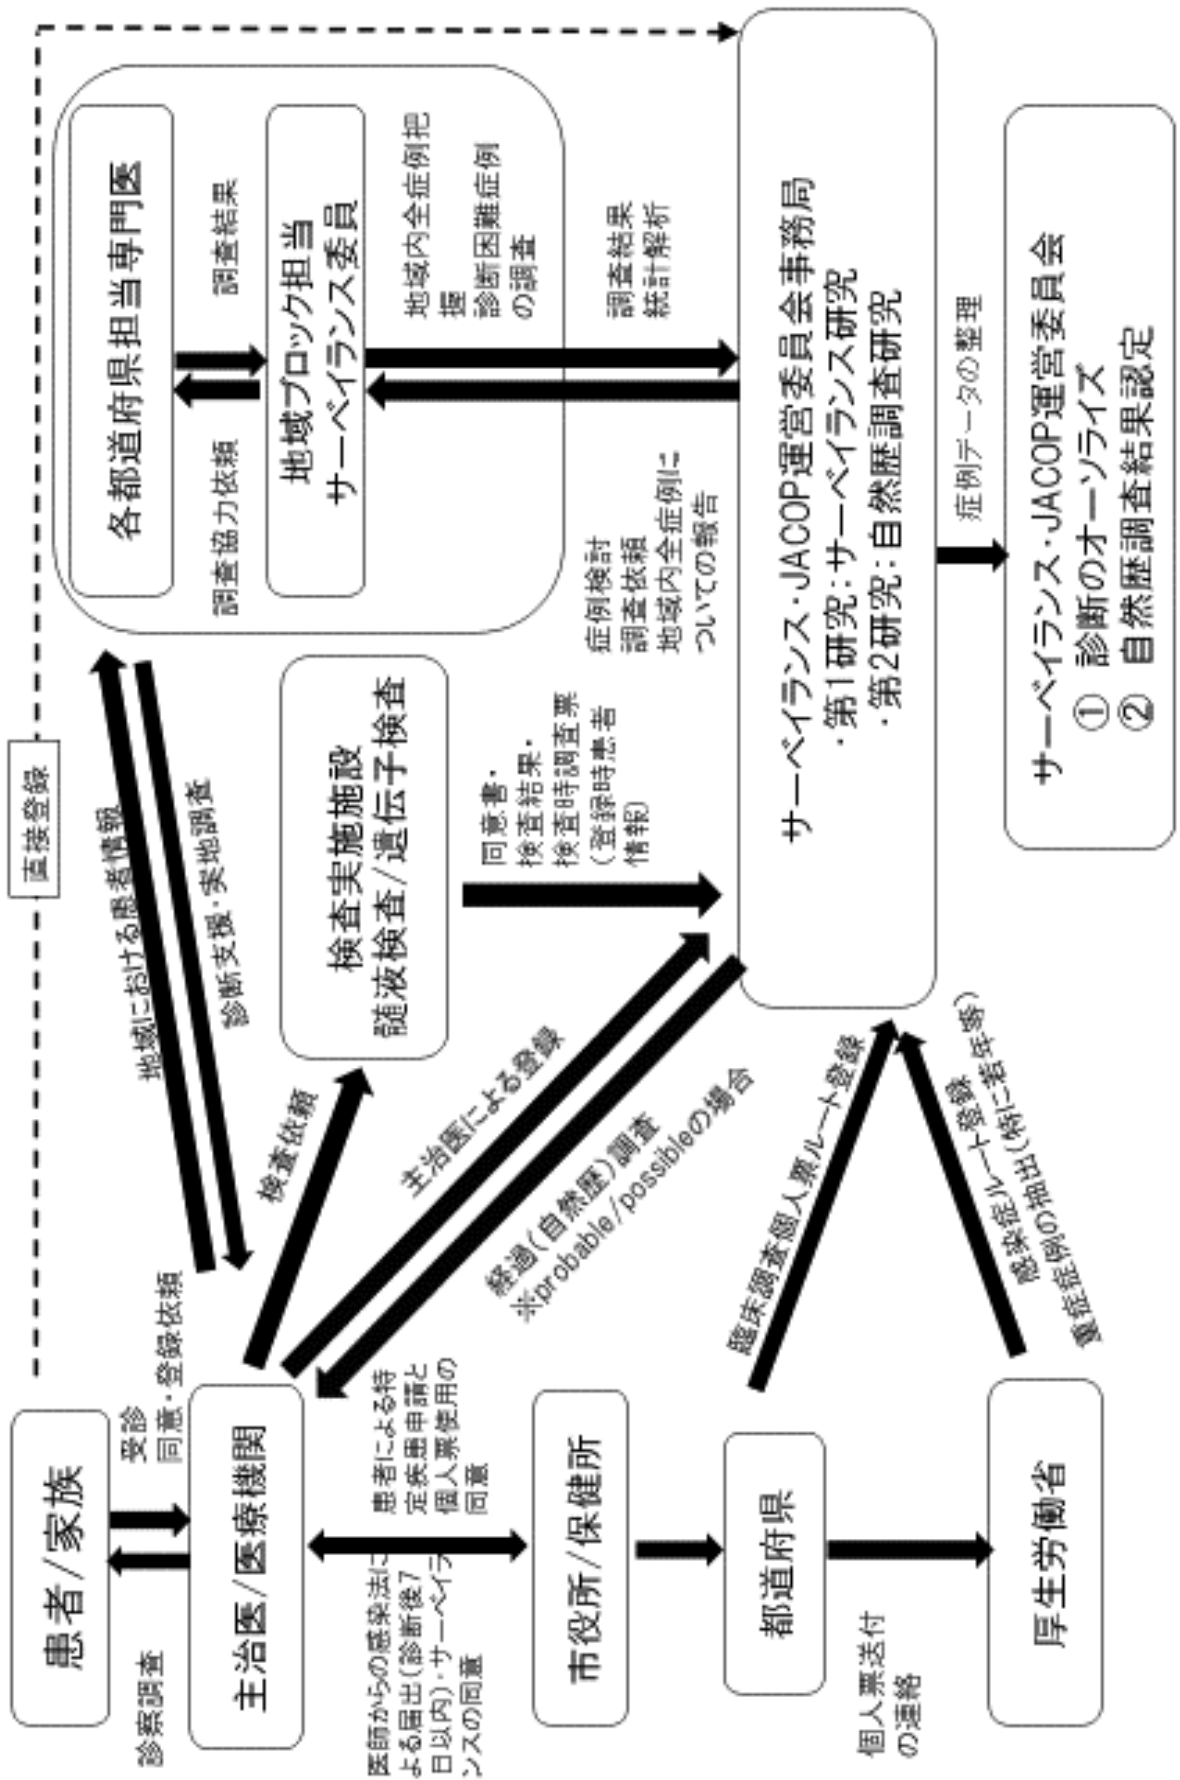 患者/家族
診察調査
受診
同意・登録依頼
主治医/医療機関
医師からの感染法に
よる届出(診断後7
日以内)・サーベイラ
ンスの同意
患者による特
定疾患申請と
個人票使用の
同意
市役所/保健所
都道府県
個人票送付
の連絡
厚生労働省
直接登録
地域における患者情報
診断支援・実地調査
検査依頼
検査実施施設
髄液検査/遺伝子検査
同意書・
検査結果・
検査時調査票
(登録時患者
情報)
主治医による登録
経過(自然歴)調査
※probable/possibleの場合
臨床調査個人票ルート登録
感染症ルート登録
重症症例の抽出(特に若年等)
各都道府県担当専門医
調査協力依頼
調査結果
地域ブロック担当
サーベイランス委員
地域内全症例把
握
診断困難症例
の調査
症例検討
調査依頼
地域内全症例に
ついての報告
調査結果
統計解析
サーベイランス・JACOP運営委員会事務局
・第1研究:サーベイランス研究
・第2研究:自然歴調査研究
症例データの整理
サーベイランス・JACOP運営委員会
① 診断のオーソライズ
② 自然歴調査結果認定